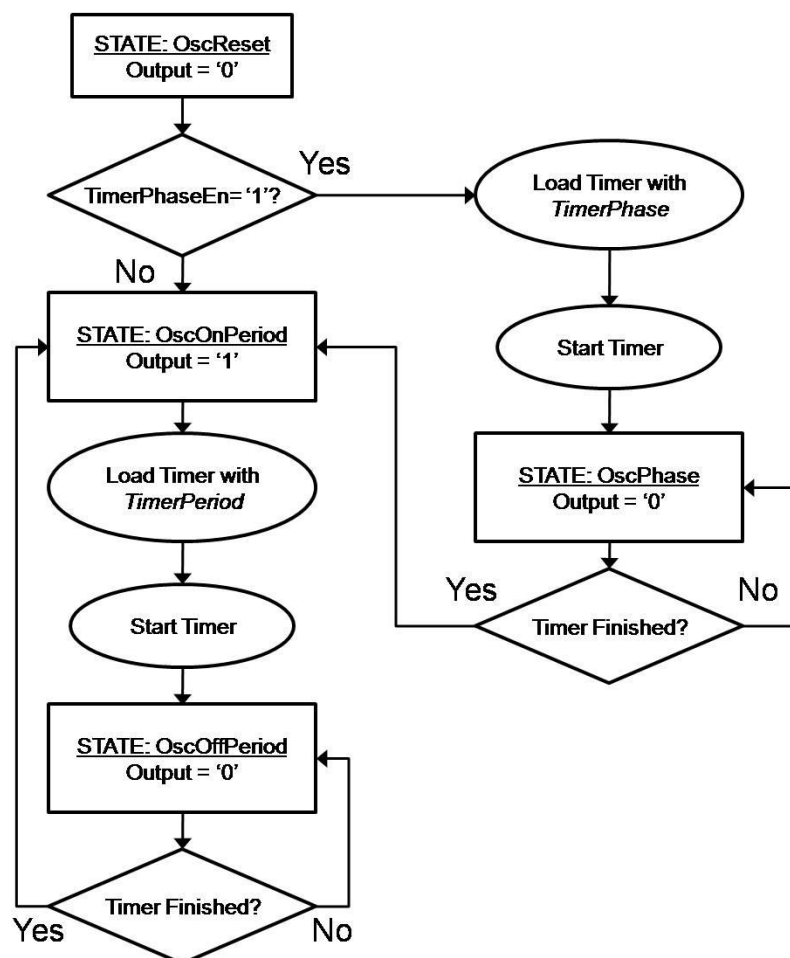 STATE: OscReset
Output = ‘0’
TimerPhaseEn= ‘1’?
Yes
No
Load Timer with
TimerPhase
Start Timer
STATE: OscPhase
Output = ‘0’
Timer Finished?
Yes
No
STATE: OscOnPeriod
Output = ‘1’
Load Timer with
TimerPeriod
Start Timer
STATE: OscOffPeriod
Output = ‘0’
Timer Finished?
Yes
No